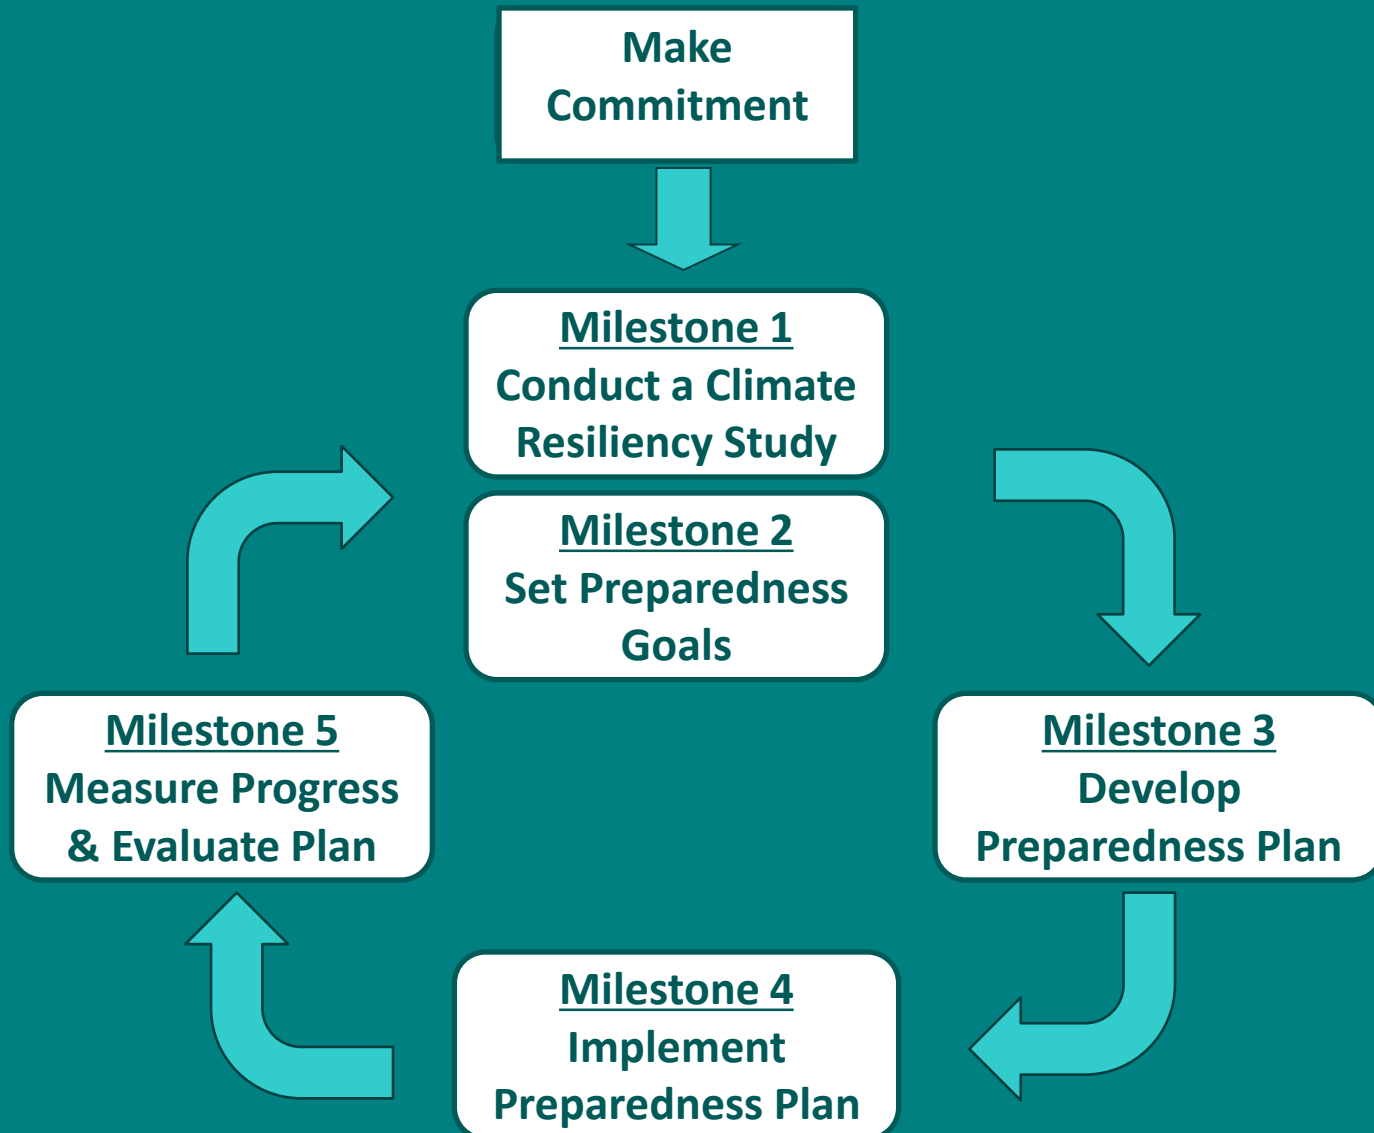 Make
Commitment
Milestone 1
Conduct a Climate
Resiliency Study
Milestone 2
Set Preparedness
Goals
Milestone 3
Develop
Preparedness Plan
Milestone 4
Implement
Preparedness Plan
Milestone 5
Measure Progress
& Evaluate Plan